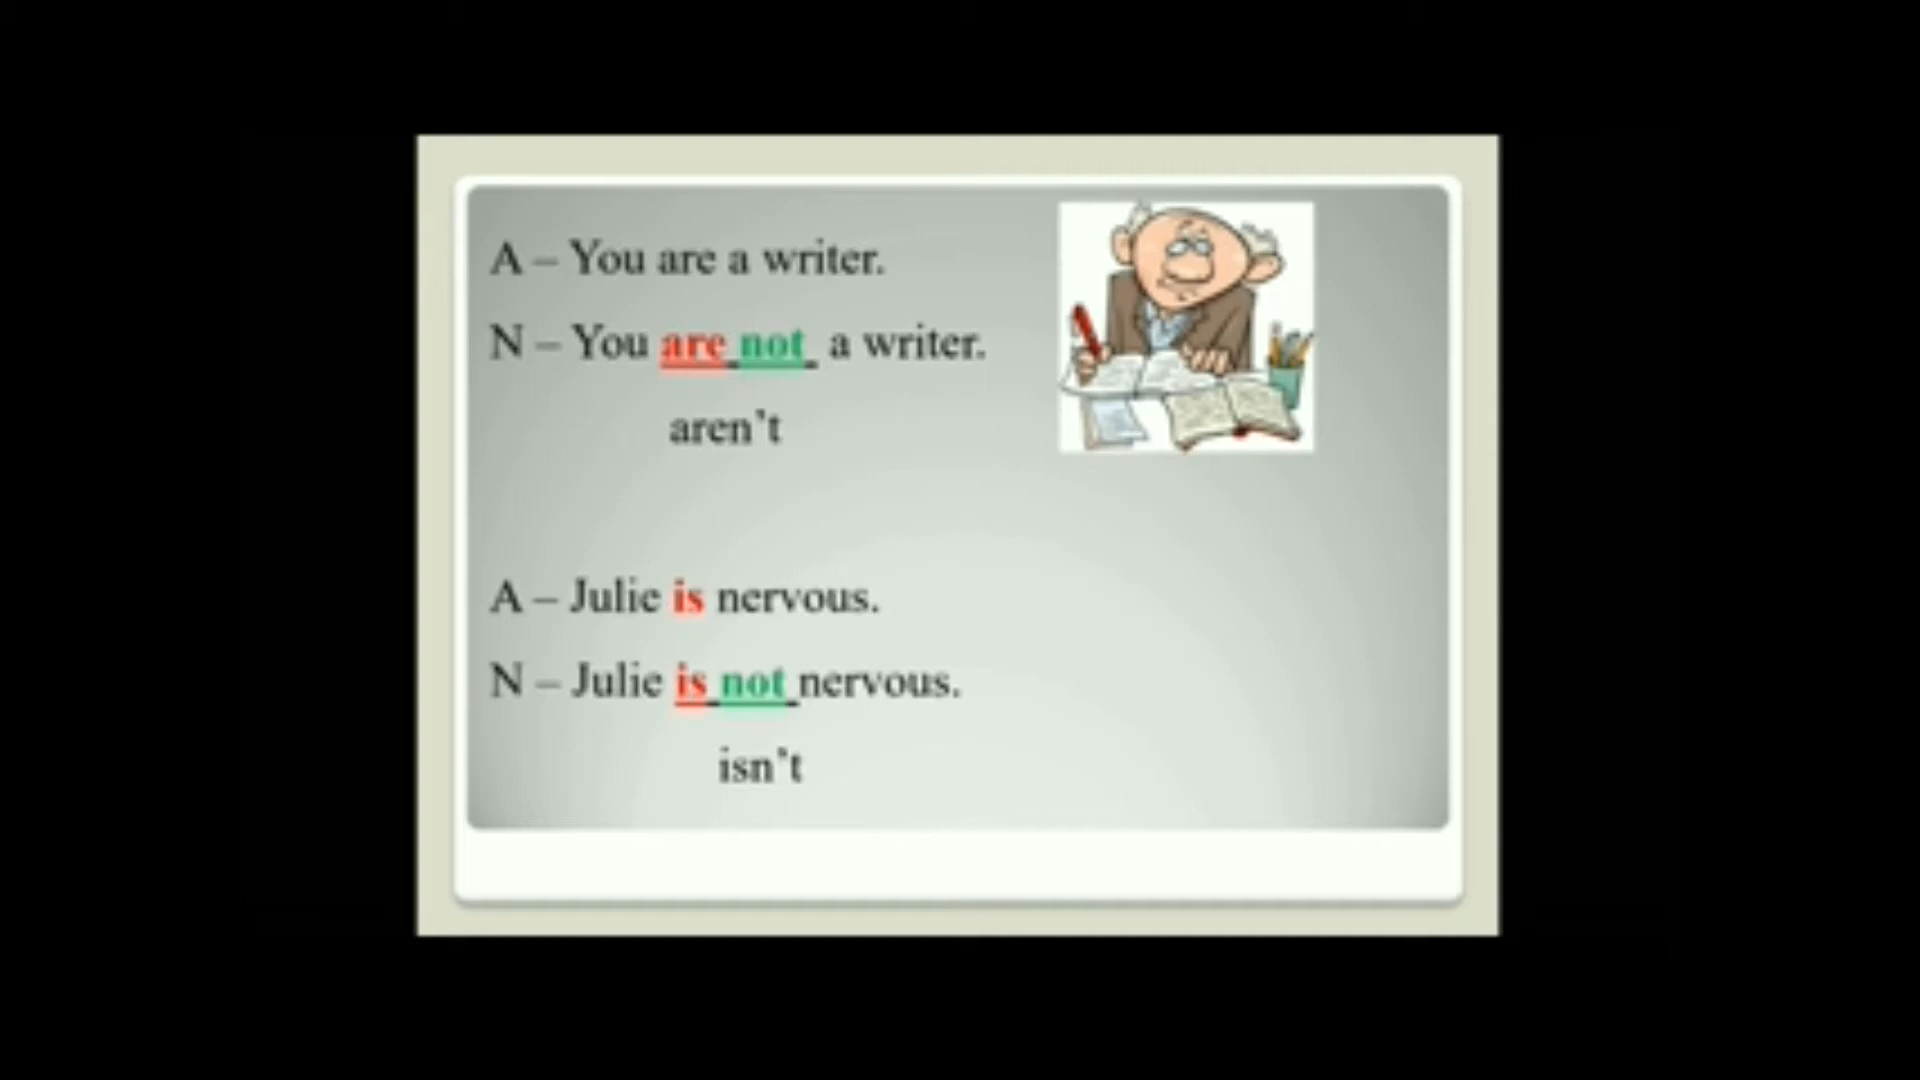 A – You are a writer.
N – You are not a writer.
aren’t
A – Julie is nervous.
N – Julie is not nervous.
isn’t